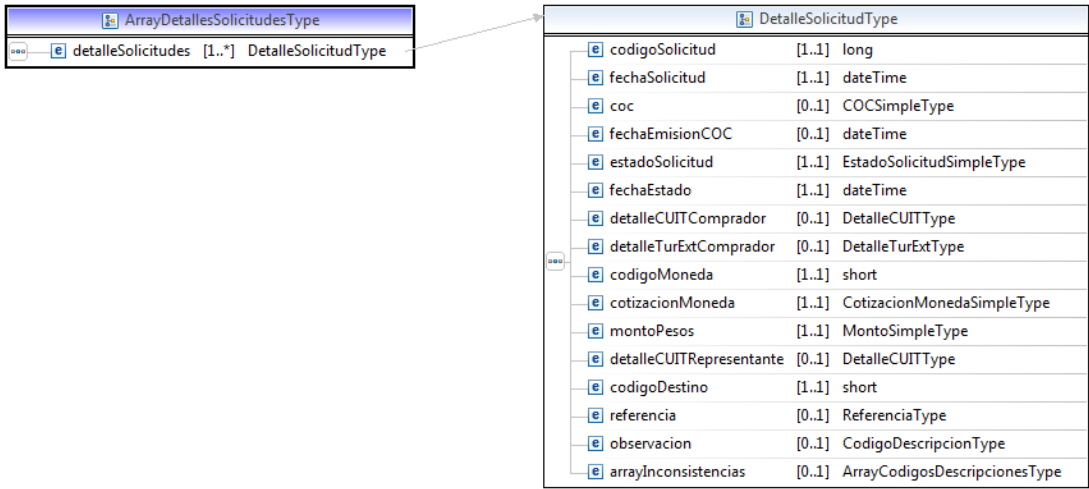 ArrayDetallesSolicitudesType
e detalleSolicitudes [1..*] DetalleSolicitudType
DetalleSolicitudType
e codigoSolicitud [1..1] long
e fechaSolicitud [1..1] dateTime
e coc [0..1] COCSimpleType
e fechaEmisionCOC [0..1] dateTime
e estadoSolicitud [1..1] EstadoSolicitudSimpleType
e fechaEstado [1..1] dateTime
e detalleCUITComprador [0..1] DetalleCUITType
e detalleTurExtComprador [0..1] DetalleTurExtType
e codigoMoneda [1..1] short
e cotizacionMoneda [1..1] CotizacionMonedaSimpleType
e montoPesos [1..1] MontoSimpleType
e detalleCUITRepresentante [0..1] DetalleCUITType
e codigoDestino [1..1] short
e referencia [0..1] ReferenciaType
e observacion [0..1] CodigoDescripcionType
e arrayInconsistencias [0..1] ArrayCodigosDescripcionesType